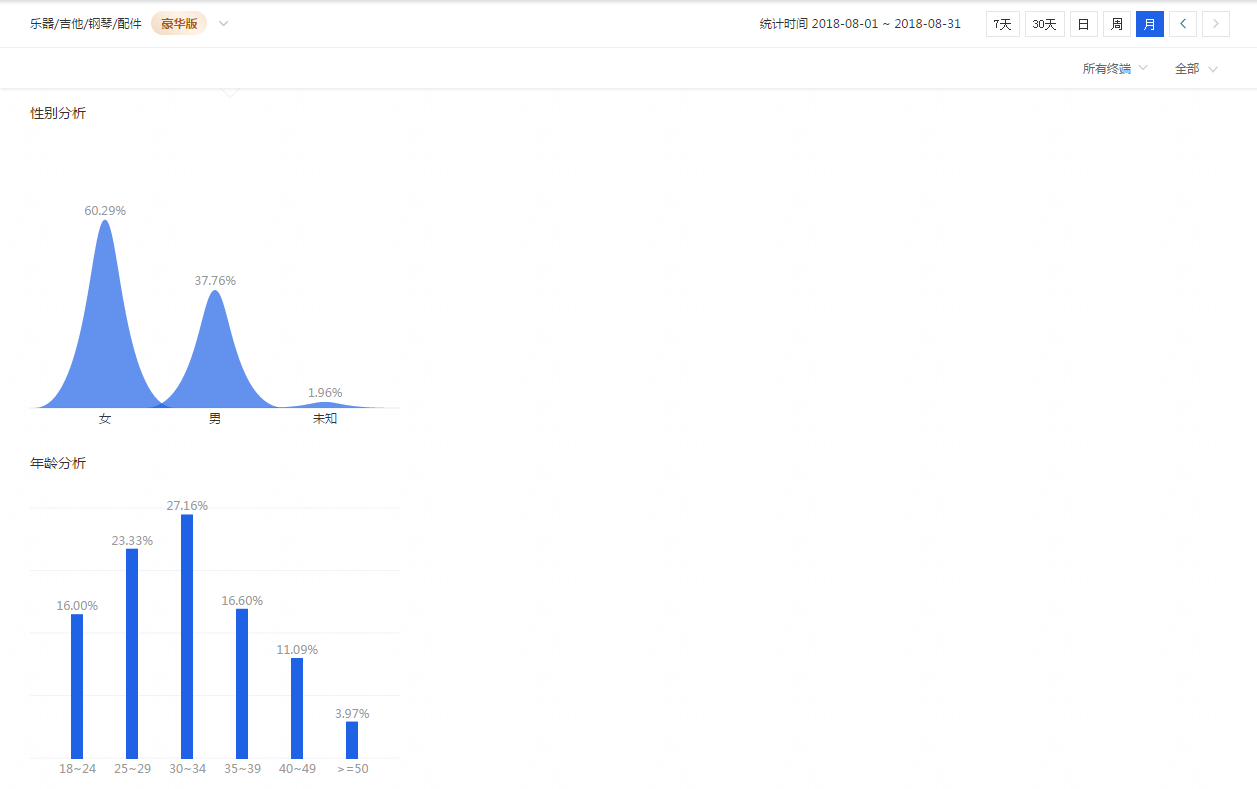 乐器/吉他/钢琴/配件 豪华版 统计时间 2018-08-01 ~ 2018-08-31 7天 30天 日 周 月
所有终端 全部
性别分析
60.29%
37.76%
1.96%
女 男 未知
年龄分析
27.16%
23.33%
16.00% 16.60%
11.09%
3.97%
18~24 25~29 30~34 35~39 40~49 >=50